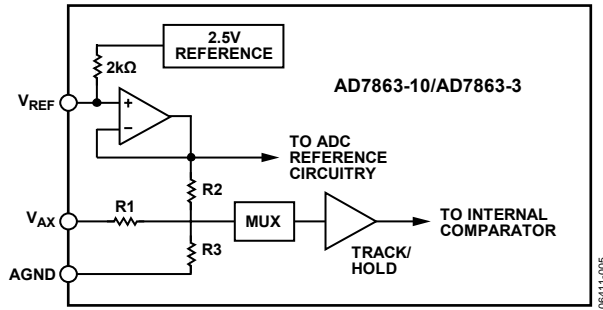 2.5V
REFERENCE
2kΩ
AD7863-10/AD7863-3
VREF
+
–
TO ADC
REFERENCE
CIRCUITRY
R2
R1
VAX
MUX
TO INTERNAL
COMPARATOR
R3
TRACK/
HOLD
AGND
06411-005